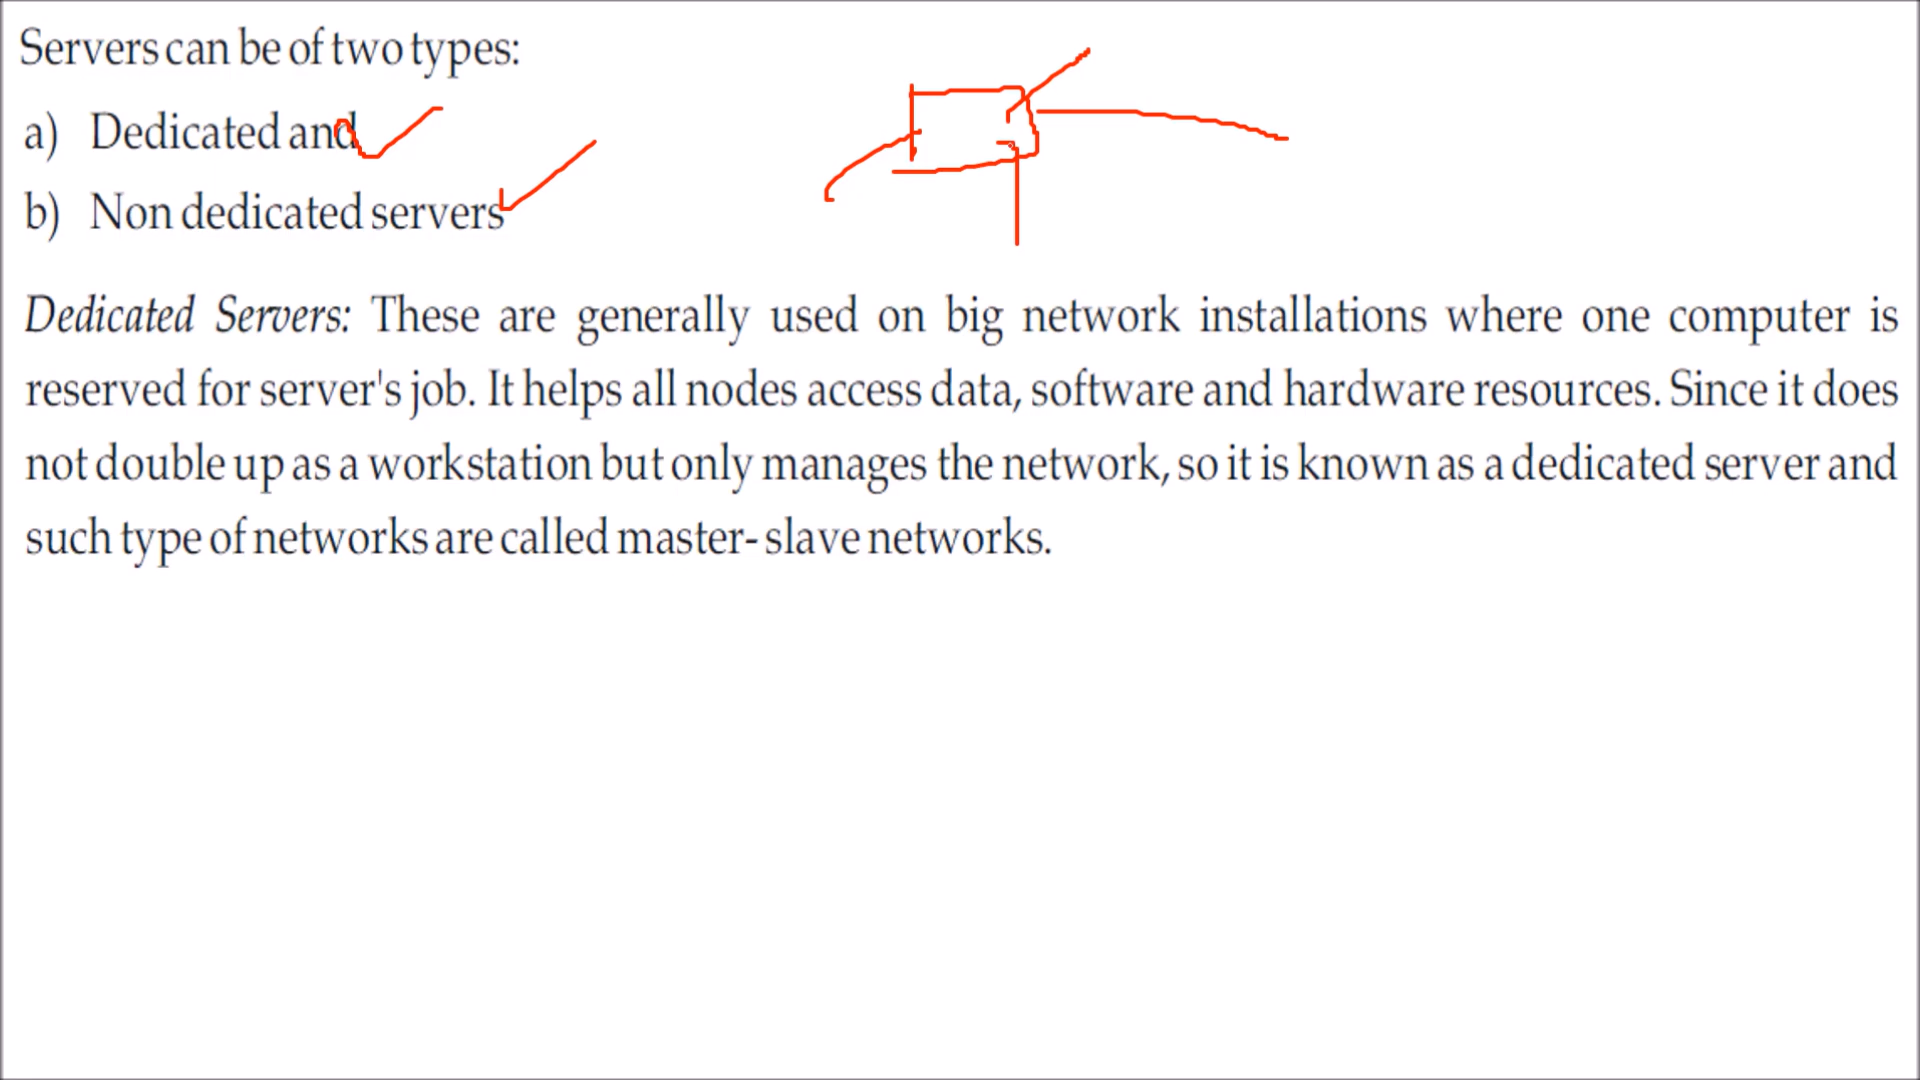 Servers can be of two types:
a) Dedicated and
b) Non dedicated servers
Dedicated Servers: These are generally used on big network installations where one computer is
reserved for server's job. It helps all nodes access data, software and hardware resources. Since it does
not double up as a workstation but only manages the network, so it is known as a dedicated server and
such type of networks are called master- slave networks.